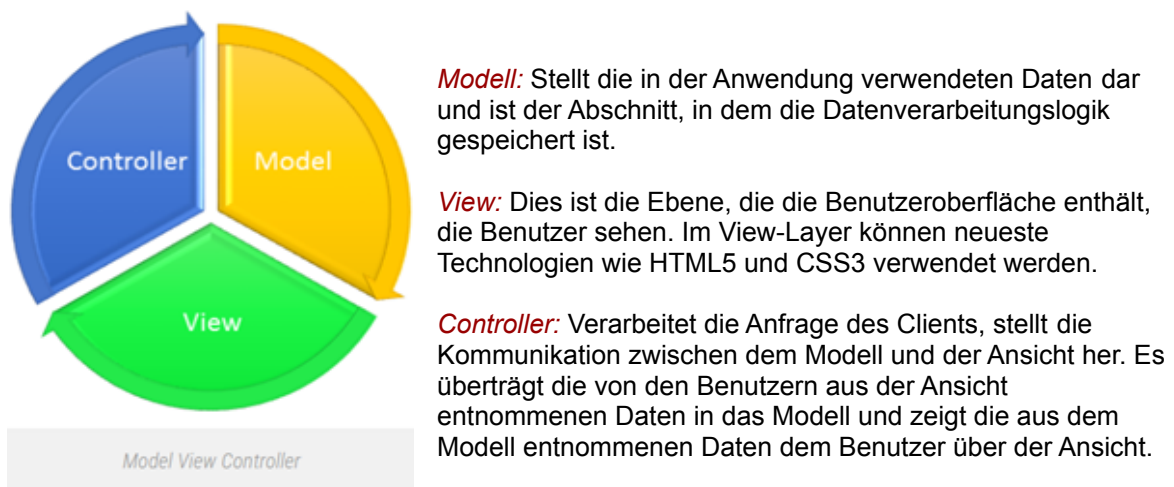 Controller
Model
View
Model View Controller
Modell: Stellt die in der Anwendung verwendeten Daten dar
und ist der Abschnitt, in dem die Datenverarbeitungslogik
gespeichert ist.
View: Dies ist die Ebene, die die Benutzeroberfläche enthält,
die Benutzer sehen. Im View-Layer können neueste
Technologien wie HTML5 und CSS3 verwendet werden.
Controller: Verarbeitet die Anfrage des Clients, stellt die
Kommunikation zwischen dem Modell und der Ansicht her. Es
überträgt die von den Benutzern aus der Ansicht
entnommenen Daten in das Modell und zeigt die aus dem
Modell entnommenen Daten dem Benutzer über der Ansicht.